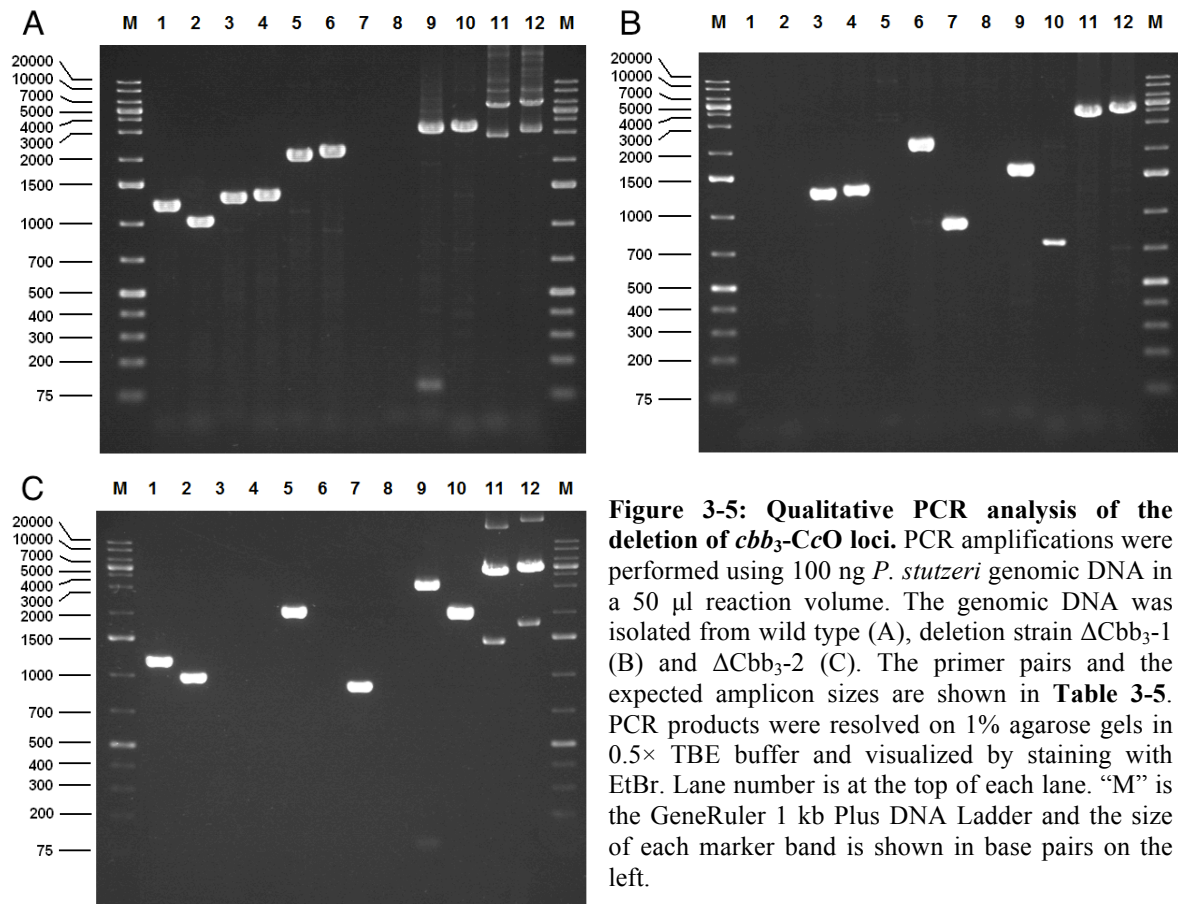 A
M 1 2 3 4 5 6 7 8 9 10 11 12 M
20000
10000
7000
5000
4000
3000
2000
1500
1000
700
500
400
300
200
75
B
M 1 2 3 4 5 6 7 8 9 10 11 12 M
20000
10000
7000
5000
4000
3000
2000
1500
1000
700
500
400
300
200
75
C
M 1 2 3 4 5 6 7 8 9 10 11 12 M
20000
10000
7000
5000
4000
3000
2000
1500
1000
700
500
400
300
200
75
Figure 3-5: Qualitative PCR analysis of the
deletion of cbb₃-CcO loci. PCR amplifications were
performed using 100 ng P. stutzeri genomic DNA in
a 50 μl reaction volume. The genomic DNA was
isolated from wild type (A), deletion strain ΔCbb₃-1
(B) and ΔCbb₃-2 (C). The primer pairs and the
expected amplicon sizes are shown in Table 3-5.
PCR products were resolved on 1% agarose gels in
0.5× TBE buffer and visualized by staining with
EtBr. Lane number is at the top of each lane. “M” is
the GeneRuler 1 kb Plus DNA Ladder and the size
of each marker band is shown in base pairs on the
left.